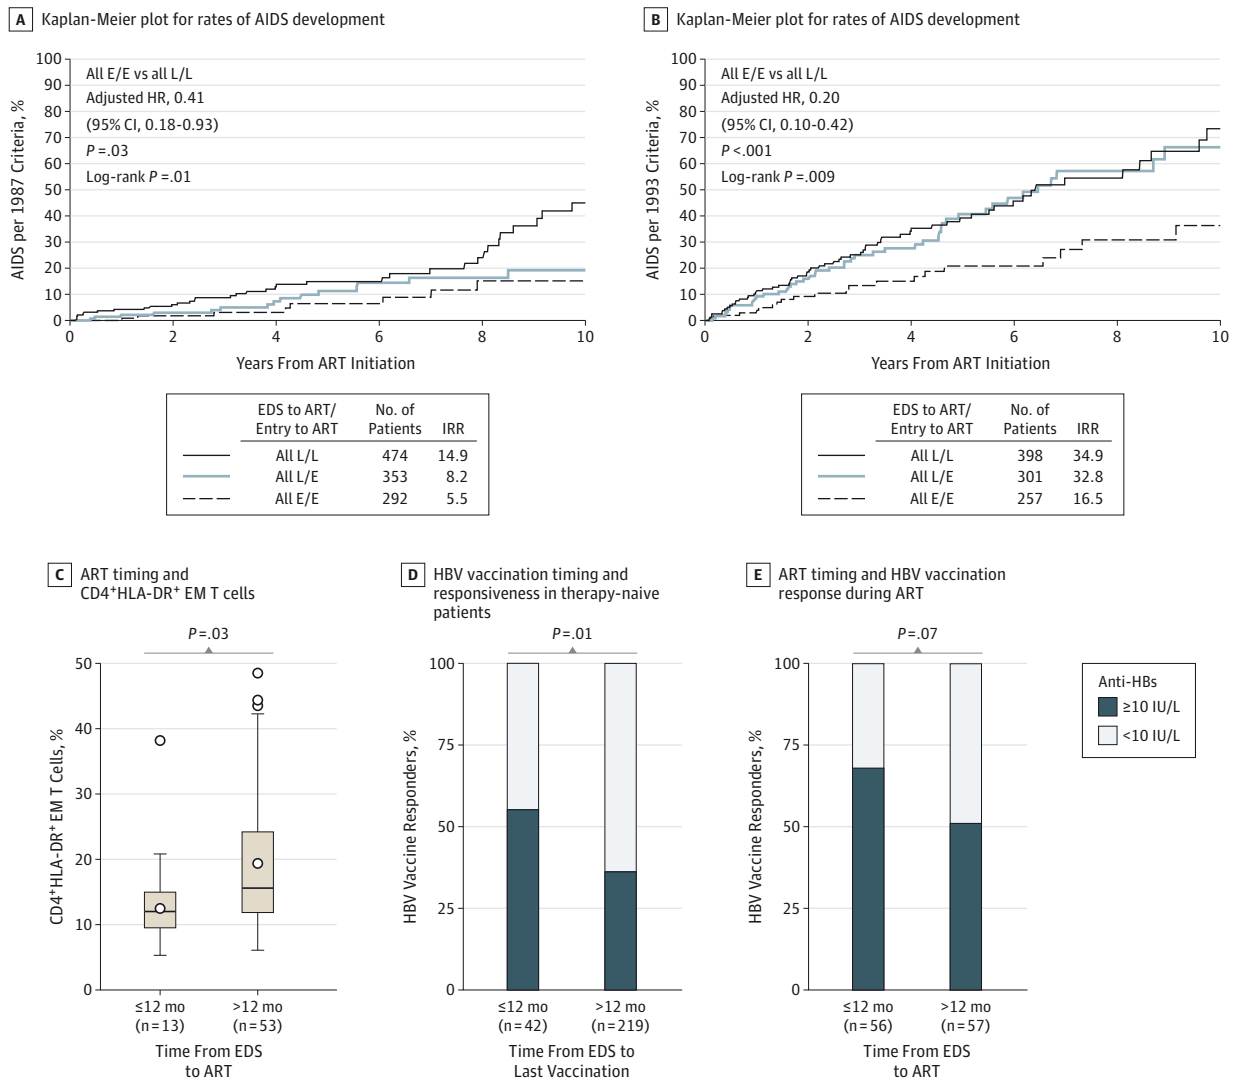 A Kaplan-Meier plot for rates of AIDS development
AIDS per 1987 Criteria, %
100
90
80
70
60
50
40
30
20
10
0
All E/E vs all L/L
Adjusted HR, 0.41
(95% CI, 0.18-0.93)
P=.03
Log-rank P=.01
0 2 4 6 8 10
Years From ART Initiation
EDS to ART/ No. of
Entry to ART Patients IRR
All L/L 474 14.9
All L/E 353 8.2
All E/E 292 5.5
B Kaplan-Meier plot for rates of AIDS development
AIDS per 1993 Criteria, %
100
90
80
70
60
50
40
30
20
10
0
All E/E vs all L/L
Adjusted HR, 0.20
(95% CI, 0.10-0.42)
P<.001
Log-rank P=.009
0 2 4 6 8 10
Years From ART Initiation
EDS to ART/ No. of
Entry to ART Patients IRR
All L/L 398 34.9
All L/E 301 32.8
All E/E 257 16.5
C ART timing and
CD4+HLA-DR+ EM T cells
P=.03
CD4+HLA-DR+ EM T Cells, %
50
40
30
20
10
0
≤12 mo >12 mo
(n=13) (n=53)
Time From EDS
to ART
D HBV vaccination timing and
responsiveness in therapy-naive
patients
P=.01
HBV Vaccine Responders, %
100
75
50
25
0
≤12 mo >12 mo
(n=42) (n=219)
Time From EDS to
Last Vaccination
E ART timing and HBV vaccination
response during ART
P=.07
HBV Vaccine Responders, %
100
75
50
25
0
≤12 mo >12 mo
(n=56) (n=57)
Time From EDS
to ART
Anti-HBs
≥10 IU/L
<10 IU/L